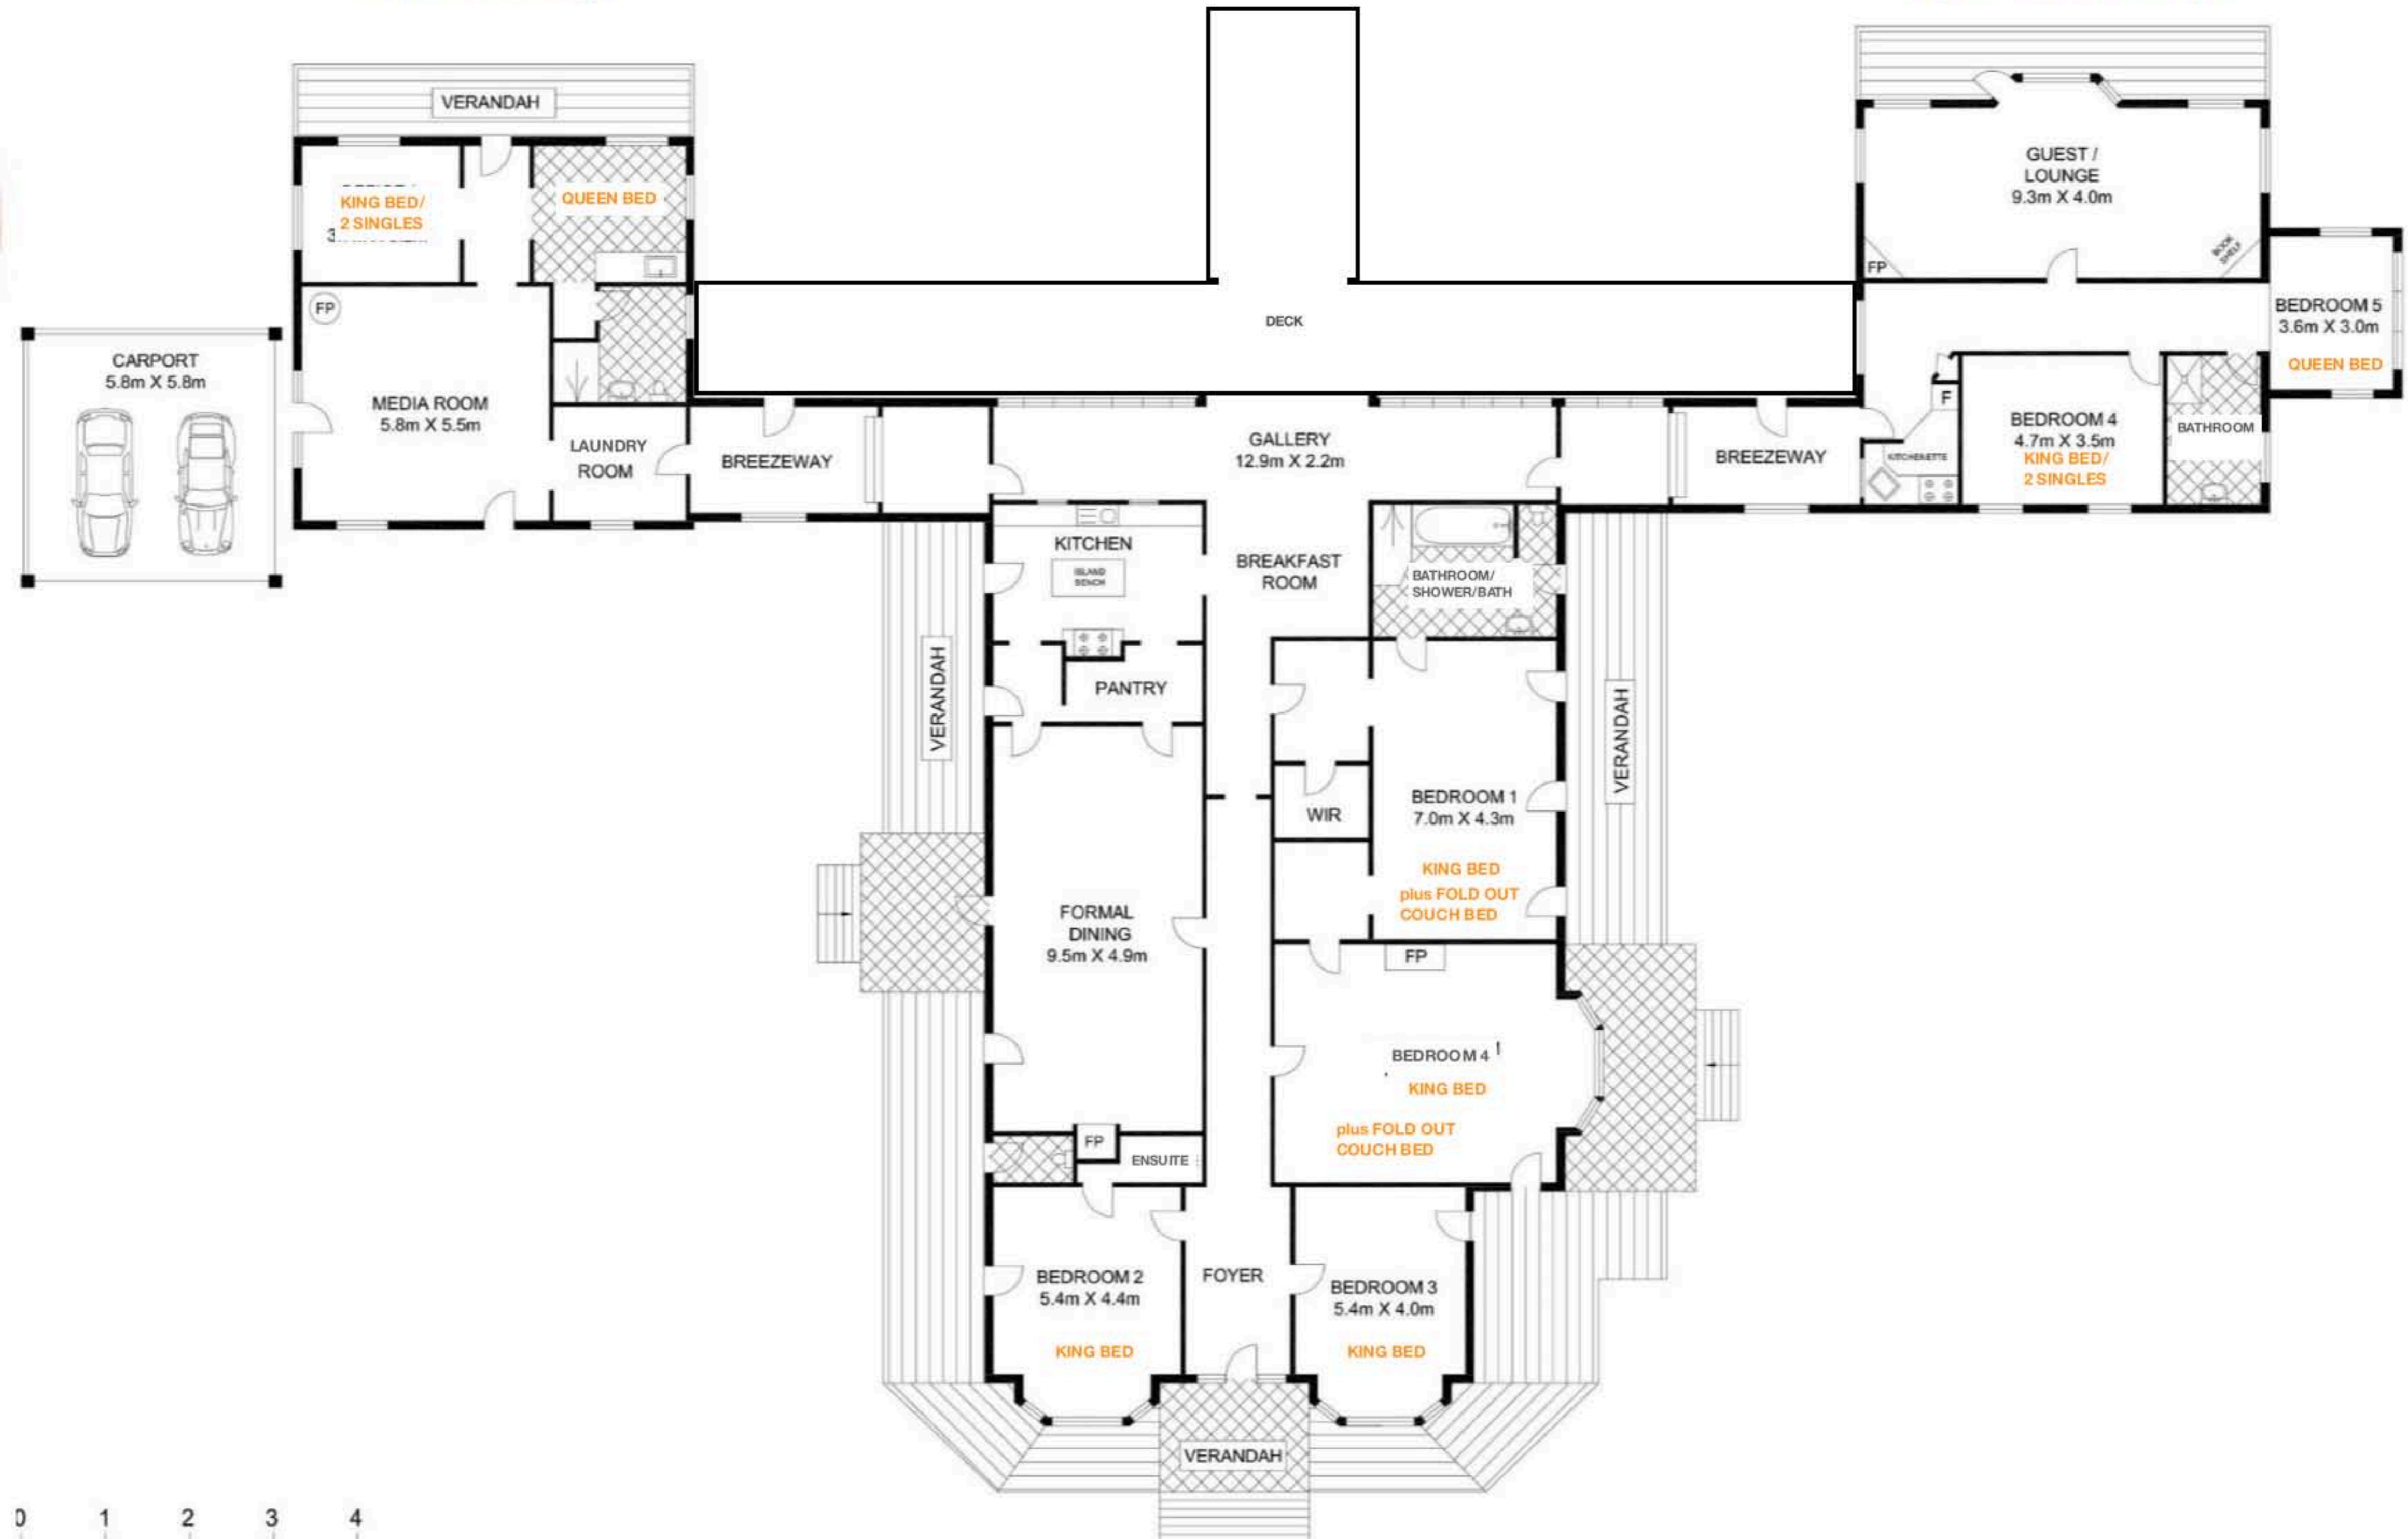 VERANDAH
KING BED/
2 SINGLES
3
QUEEN BED
FP
CARPORT
5.8m X 5.8m
MEDIA ROOM
5.8m X 5.5m
LAUNDRY
ROOM
BREEZEWAY
DECK
GALLERY
12.9m X 2.2m
BREEZEWAY
GUEST /
LOUNGE
9.3m X 4.0m
FP
BOOK
SHELF
BEDROOM 5
3.6m X 3.0m
QUEEN BED
F
KITCHENETTE
BEDROOM 4
4.7m X 3.5m
KING BED/
2 SINGLES
BATHROOM
KITCHEN
ISLAND
BENCH
BREAKFAST
ROOM
BATHROOM/
SHOWER/BATH
VERANDAH
PANTRY
VERANDAH
WIR
BEDROOM 1
7.0m X 4.3m
KING BED
plus FOLD OUT
COUCH BED
FORMAL
DINING
9.5m X 4.9m
FP
BEDROOM 4
KING BED
plus FOLD OUT
COUCH BED
FP
ENSUITE
BEDROOM 2
5.4m X 4.4m
KING BED
FOYER
BEDROOM 3
5.4m X 4.0m
KING BED
VERANDAH
0 1 2 3 4